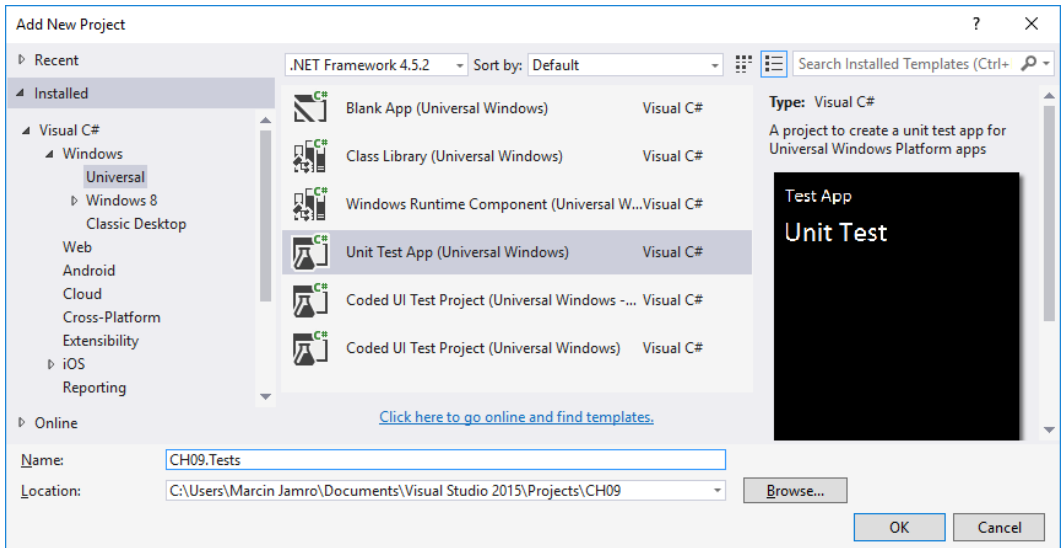 Add New Project
?
Recent
.NET Framework 4.5.2
Sort by: Default
Search Installed Templates (Ctrl+
Installed
Visual C#
Windows
Universal
Windows 8
Classic Desktop
Web
Android
Cloud
Cross-Platform
Extensibility
iOS
Reporting
Online
C#
Blank App (Universal Windows) Visual C#
C#
Class Library (Universal Windows) Visual C#
C#
Windows Runtime Component (Universal W...Visual C#
C#
Unit Test App (Universal Windows) Visual C#
C#
Coded UI Test Project (Universal Windows -... Visual C#
C#
Coded UI Test Project (Universal Windows) Visual C#
Click here to go online and find templates.
Type: Visual C#
A project to create a unit test app for
Universal Windows Platform apps
Test App
Unit Test
Name: CH09.Tests
Location: C:\Users\Marcin Jamro\Documents\Visual Studio 2015\Projects\CH09
Browse...
OK
Cancel